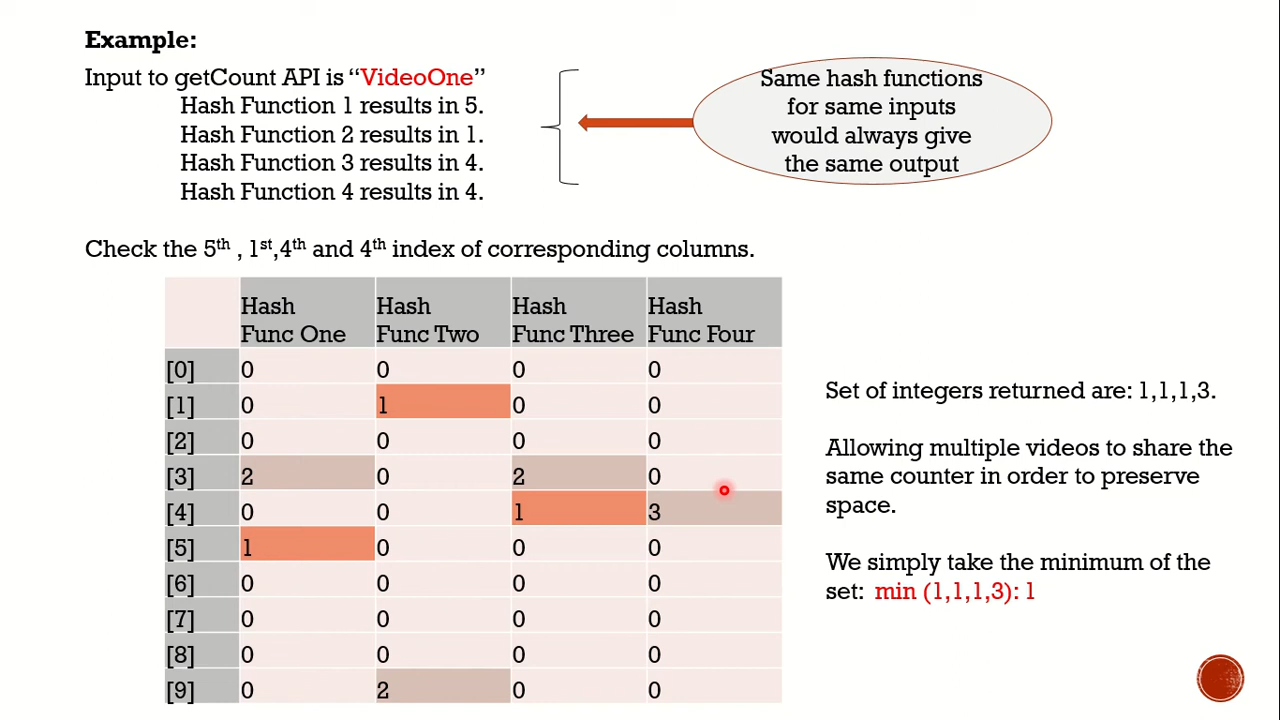 Example:
Input to getCount API is “VideoOne”
Hash Function 1 results in 5.
Hash Function 2 results in 1.
Hash Function 3 results in 4.
Hash Function 4 results in 4.
Same hash functions
for same inputs
would always give
the same output
Check the 5th , 1st,4th and 4th index of corresponding columns.
Hash Func One Hash Func Two Hash Func Three Hash Func Four
[0] 0 0 0 0
[1] 0 1 0 0
[2] 0 0 0 0
[3] 2 0 2 0
[4] 0 0 1 3
[5] 1 0 0 0
[6] 0 0 0 0
[7] 0 0 0 0
[8] 0 0 0 0
[9] 0 2 0 0
Set of integers returned are: 1,1,1,3.
Allowing multiple videos to share the
same counter in order to preserve
space.
We simply take the minimum of the
set: min (1,1,1,3): 1